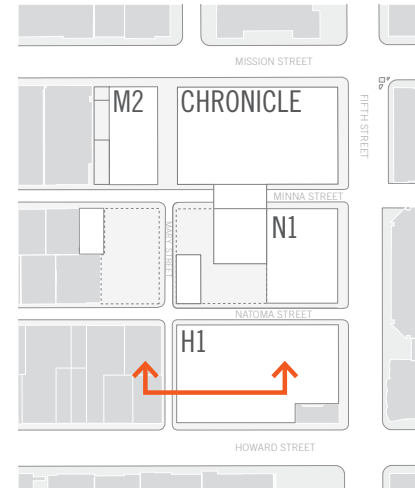 MISSION STREET
M2
CHRONICLE
FIFTH STREET
MINNA STREET
MARY STREET
N1
NATOMA STREET
H1
HOWARD STREET